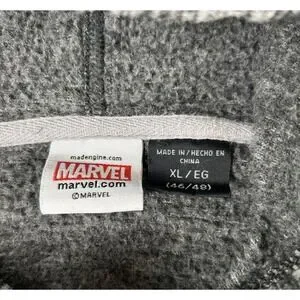 madengine.com
MARVEL
marvel.com
© MARVEL
MADE IN / HECHO EN
CHINA
XL / EG
(46/48)